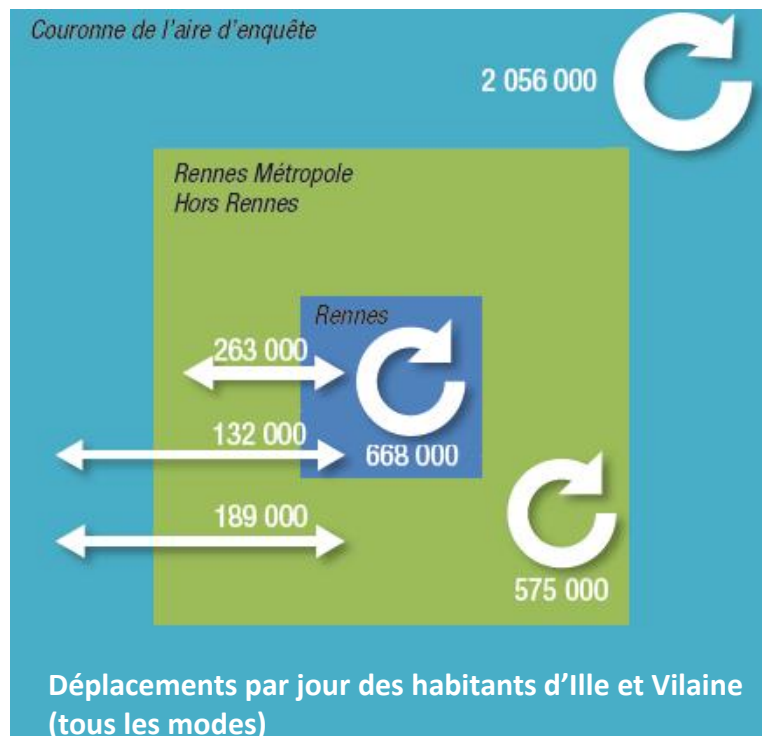 Couronne de l'aire d'enquête
2 056 000
Rennes Métropole
Hors Rennes
Rennes
263 000
132 000
668 000
189 000
575 000
Déplacements par jour des habitants d'Ille et Vilaine
(tous les modes)